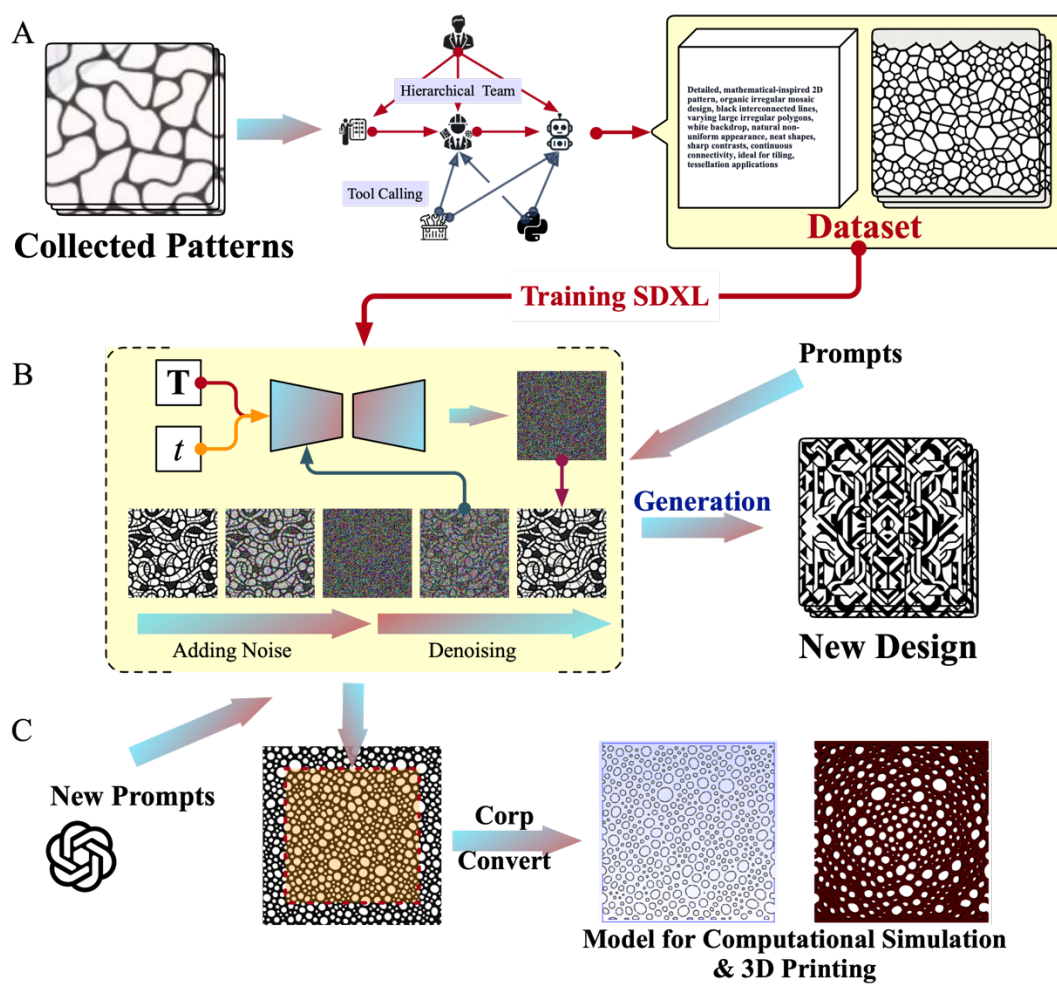 A
Hierarchical Team
Tool Calling
Collected Patterns
Detailed, mathematical-inspired 2D
pattern, organic irregular mosaic
design, black interconnected lines,
varying large irregular polygons,
white backdrop, natural non-
uniform appearance, neat shapes,
sharp contrasts, continuous
connectivity, ideal for tiling,
tessellation applications
Dataset
Training SDXL
B
T
t
Adding Noise
Denoising
Prompts
Generation
New Design
C
New Prompts
Corp
Convert
Model for Computational Simulation
& 3D Printing